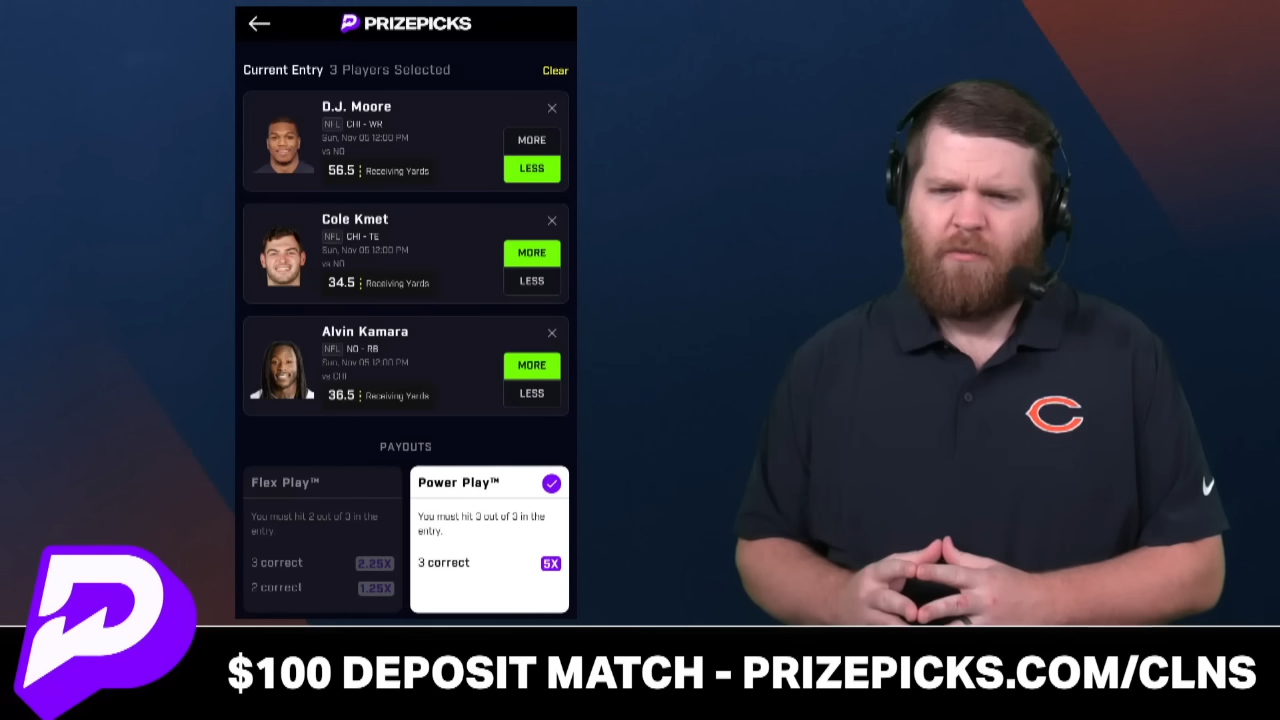 PRIZEPICKS
Current Entry 3 Players Selected Clear
D.J. Moore
NFL CHI - WR
Sun, Nov 05 12:00 PM
vs NO
56.5 Receiving Yards
MORE
LESS
Cole Kmet
NFL CHI - TE
Sun, Nov 05 12:00 PM
vs NO
34.5 Receiving Yards
MORE
LESS
Alvin Kamara
NFL NO - RB
Sun, Nov 05 12:00 PM
vs CHI
36.5 Receiving Yards
MORE
LESS
PAYOUTS
Flex Play™
You must hit 2 out of 3 in the
entry.
3 correct 2.25X
2 correct 1.25X
Power Play™
You must hit 3 out of 3 in the
entry.
3 correct 5X
$100 DEPOSIT MATCH - PRIZEPICKS.COM/CLNS